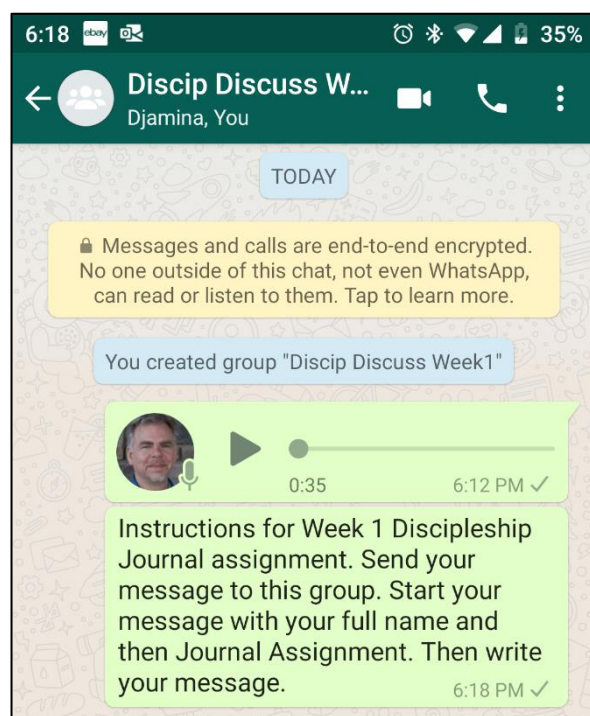 6:18 ebay 35%
Discip Discuss W...
Djamina, You
TODAY
Messages and calls are end-to-end encrypted.
No one outside of this chat, not even WhatsApp,
can read or listen to them. Tap to learn more.
You created group "Discip Discuss Week1"
0:35 6:12 PM
Instructions for Week 1 Discipleship
Journal assignment. Send your
message to this group. Start your
message with your full name and
then Journal Assignment. Then write
your message.
6:18 PM